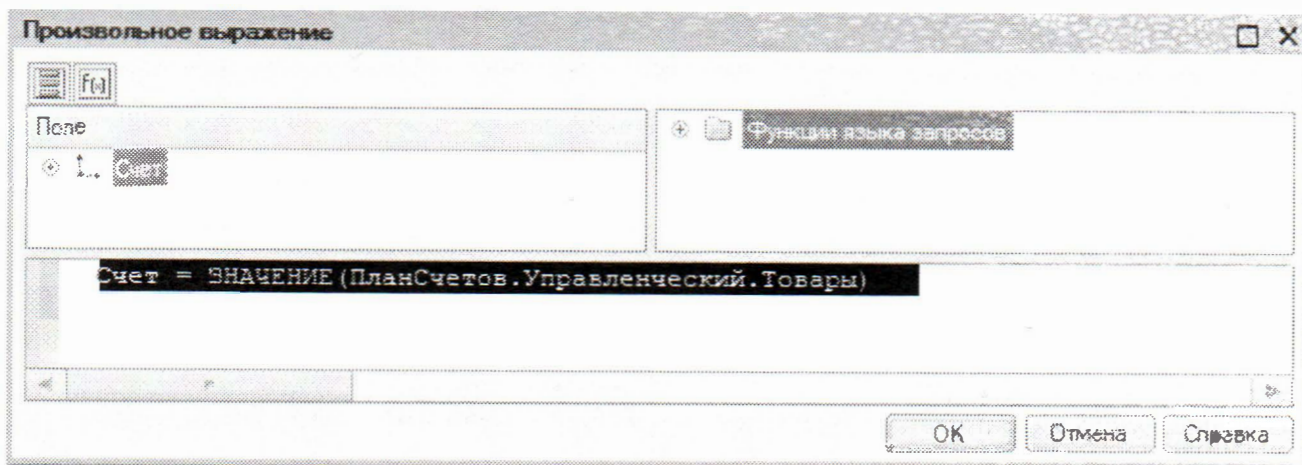 Произвольное выражение
f(x)
Поле
Функции языка запросов
Счет
Счет = ЗНАЧЕНИЕ(ПланСчетов.Управленческий.Товары)
OK
Отмена
Справка